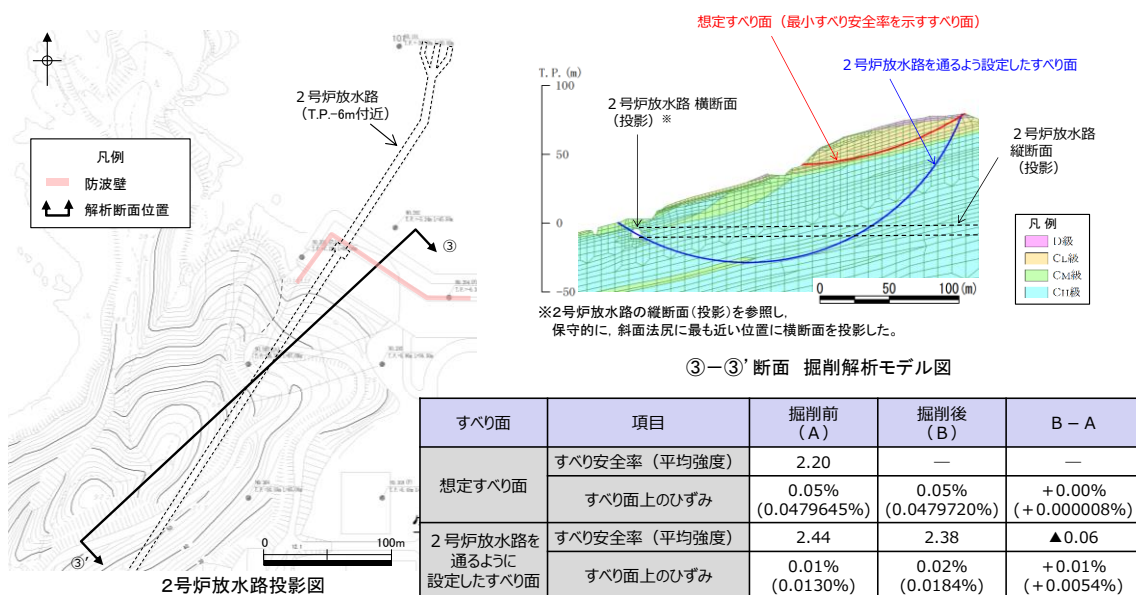 2号炉放水路
(T.P.-6m付近)
凡例
防波壁
解析断面位置
③
③'
0
100m
2号炉放水路投影図
想定すべり面（最小すべり安全率を示すすべり面）
2号炉放水路を通るよう設定したすべり面
T.P.(m)
100
50
0
-50
2号炉放水路 横断面
（投影）※
2号炉放水路
縦断面
（投影）
凡例
D級
CL級
CM級
CH級
0 50 100(m)
※2号炉放水路の縦断面(投影)を参照し,
保守的に, 斜面法尻に最も近い位置に横断面を投影した。
③－③’断面 掘削解析モデル図
すべり面 項目 掘削前（A） 掘削後（B） B－A
想定すべり面 すべり安全率（平均強度） 2.20 — —
すべり面上のひずみ 0.05% 0.05% +0.00%
(0.0479645%) (0.0479720%) (+0.000008%)
2号炉放水路を
通るように
設定したすべり面
すべり安全率（平均強度） 2.44 2.38 ▲0.06
すべり面上のひずみ 0.01% 0.02% +0.01%
(0.0130%) (0.0184%) (+0.0054%)